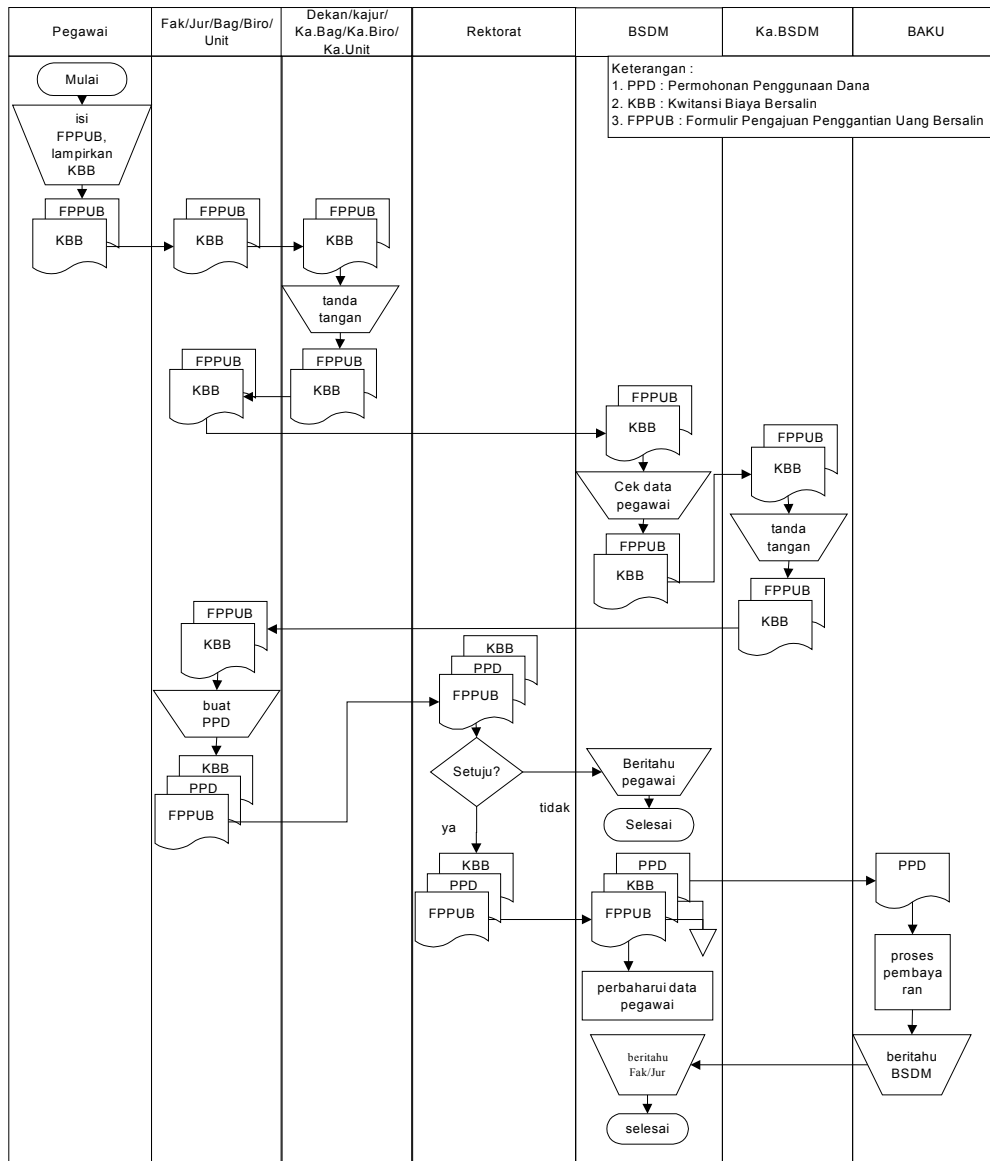 Pegawai
Fak/Jur/Bag/Biro/
Unit
Dekan/kajur/
Ka.Bag/Ka.Biro/
Ka.Unit
Rektorat
BSDM
Ka.BSDM
BAKU
Keterangan :
1. PPD : Permohonan Penggunaan Dana
2. KBB : Kwitansi Biaya Bersalin
3. FPPUB : Formulir Pengajuan Penggantian Uang Bersalin
Mulai
isi
FPPUB,
lampirkan
KBB
FPPUB
KBB
FPPUB
KBB
FPPUB
KBB
tanda
tangan
FPPUB
KBB
FPPUB
KBB
FPPUB
KBB
Cek data
pegawai
FPPUB
KBB
FPPUB
KBB
tanda
tangan
FPPUB
KBB
FPPUB
KBB
buat
PPD
KBB
PPD
FPPUB
KBB
PPD
FPPUB
Setuju?
tidak
ya
Beritahu
pegawai
Selesai
KBB
PPD
FPPUB
PPD
KBB
FPPUB
perbaharui data
pegawai
PPD
proses
pembaya
ran
beritahu
BSDM
beritahu
Fak/Jur
selesai